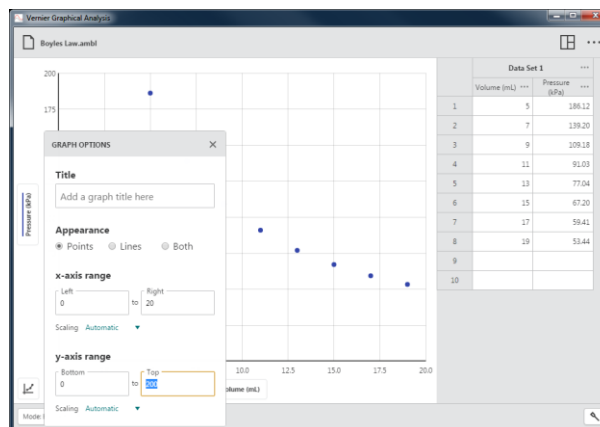 Vernier Graphical Analysis
Boyles Law.ambl
200
175
Pressure (kPa)
GRAPH OPTIONS
Title
Add a graph title here
Appearance
Points Lines Both
x-axis range
Left Right
0 to 20
Scaling Automatic
y-axis range
Bottom Top
0 to 200
Scaling Automatic
10.0 12.5 15.0 17.5 20.0
olume (mL)
Mode:
Data Set 1
Volume (mL) Pressure (kPa)
1 5 186.12
2 7 139.20
3 9 109.18
4 11 91.03
5 13 77.04
6 15 67.20
7 17 59.41
8 19 53.44
9
10